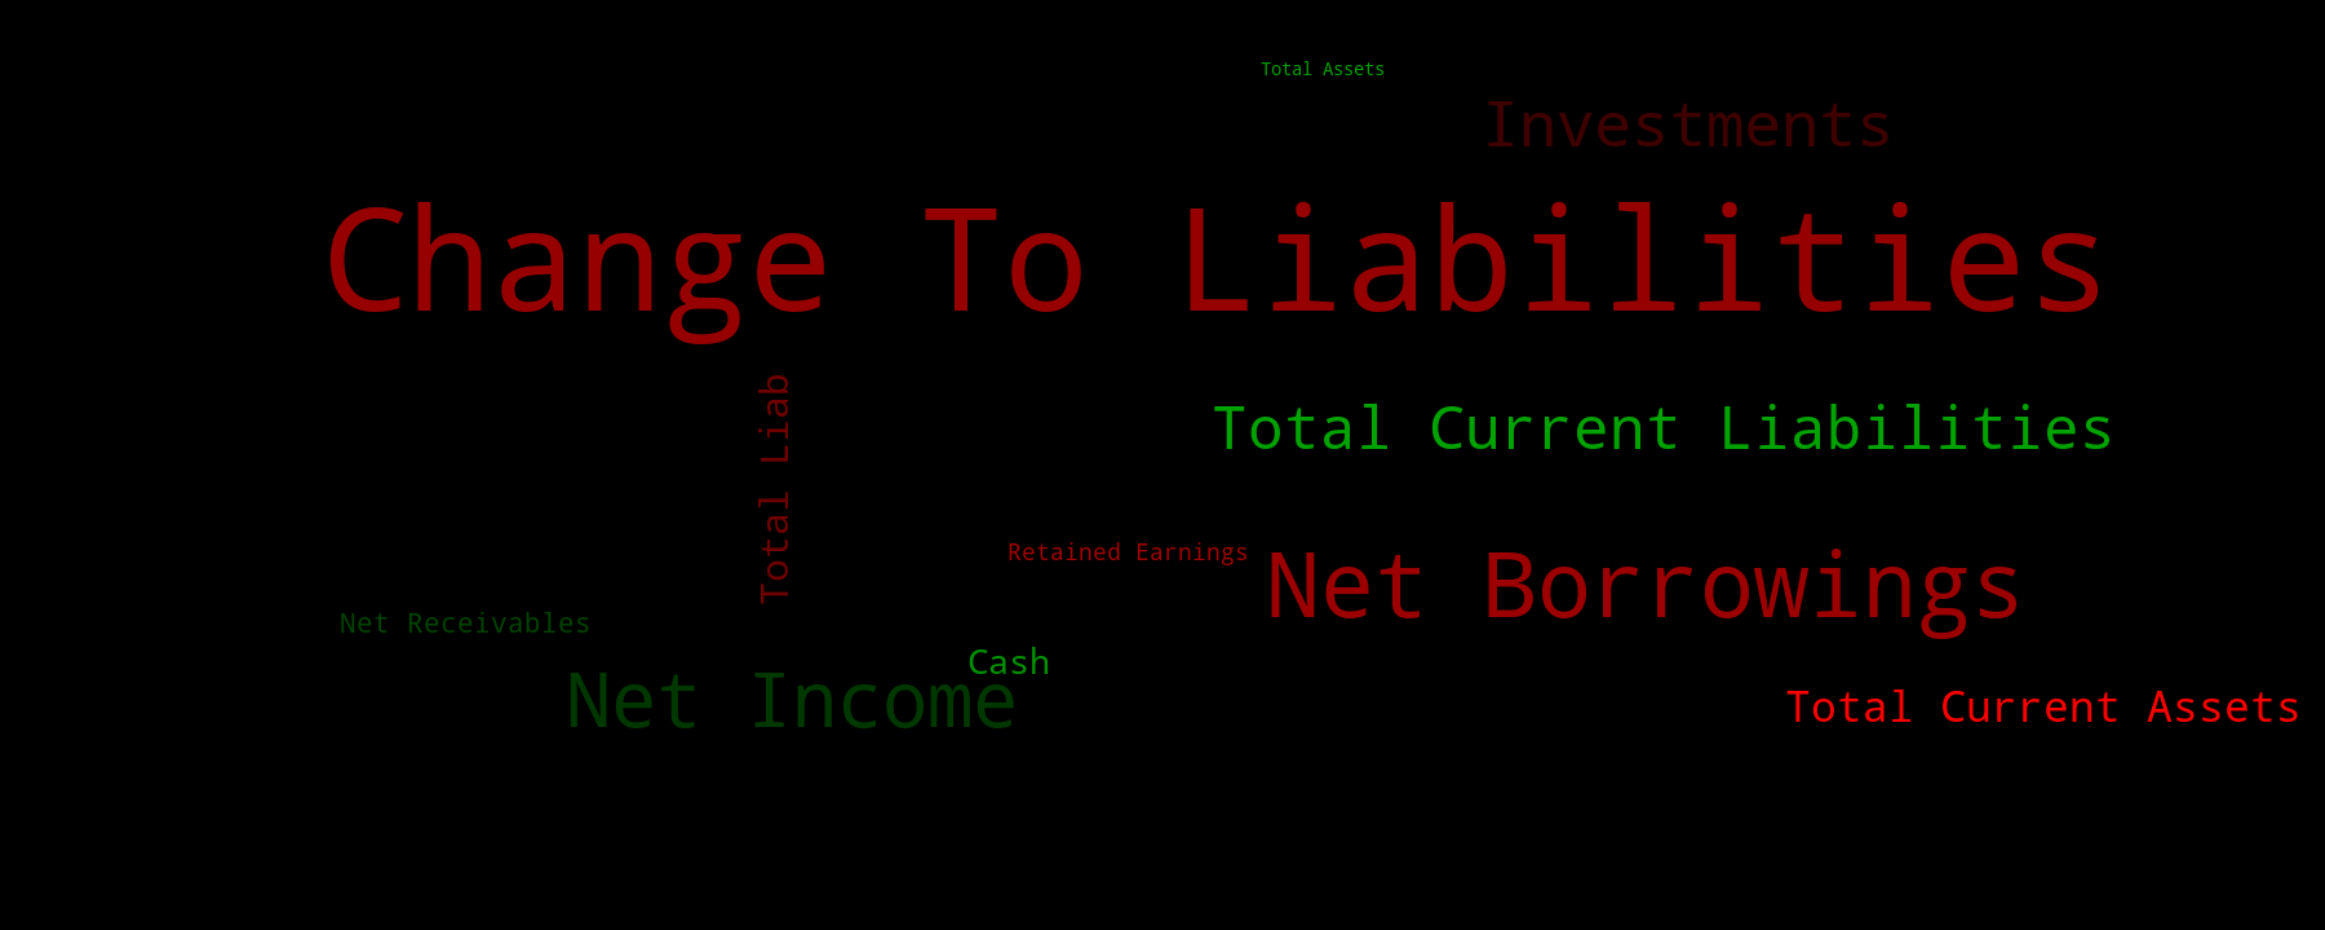 Total Assets
Investments
Change To Liabilities
Total Liab
Total Current Liabilities
Retained Earnings
Net Borrowings
Net Receivables
Cash
Net Income
Total Current Assets